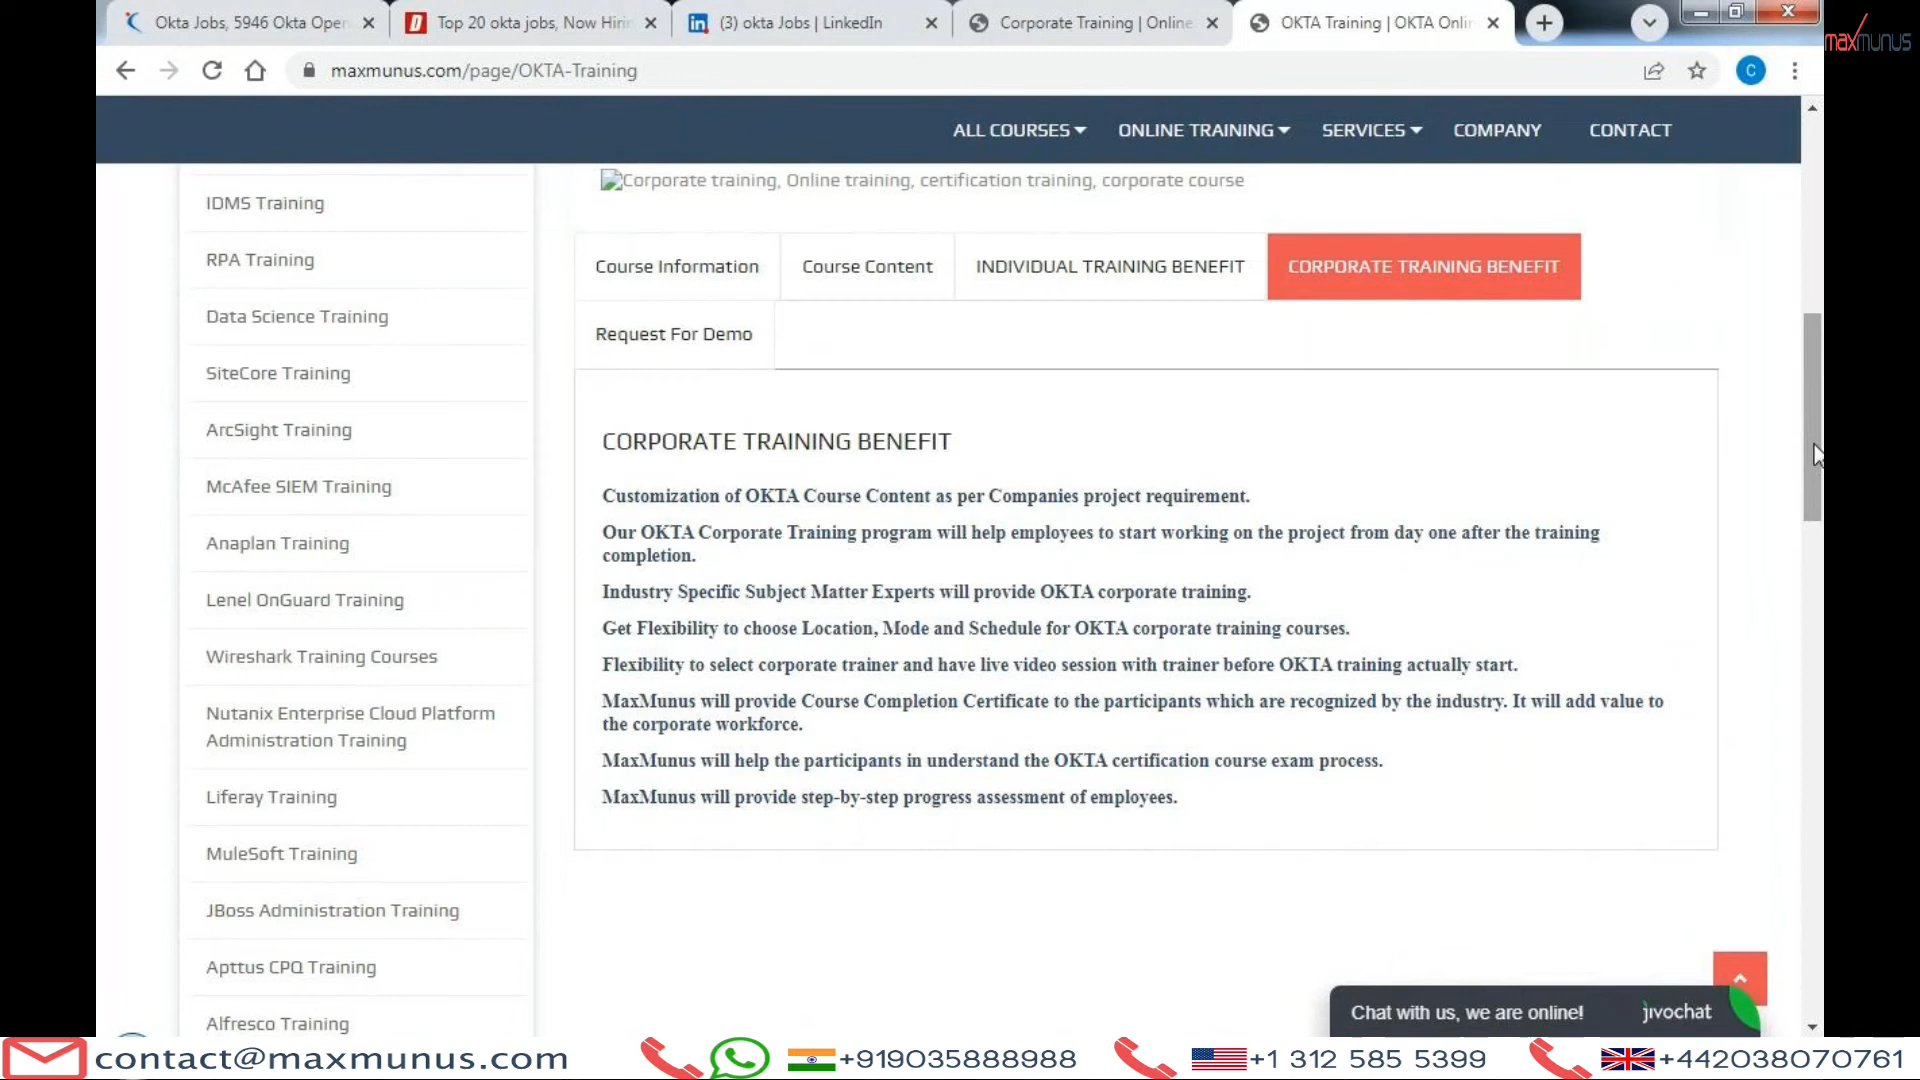 Okta Jobs, 5946 Okta Open
Top 20 okta jobs, Now Hirin
(3) okta Jobs | LinkedIn
Corporate Training | Online
OKTA Training | OKTA Onlin
maxmunus
maxmunus.com/page/OKTA-Training
C
ALL COURSES
ONLINE TRAINING
SERVICES
COMPANY
CONTACT
IDMS Training
RPA Training
Data Science Training
SiteCore Training
ArcSight Training
McAfee SIEM Training
Anaplan Training
Lenel OnGuard Training
Wireshark Training Courses
Nutanix Enterprise Cloud Platform
Administration Training
Liferay Training
MuleSoft Training
JBoss Administration Training
Apttus CPQ Training
Alfresco Training
Corporate training, Online training, certification training, corporate course
Course Information
Course Content
INDIVIDUAL TRAINING BENEFIT
CORPORATE TRAINING BENEFIT
Request For Demo
CORPORATE TRAINING BENEFIT
Customization of OKTA Course Content as per Companies project requirement.
Our OKTA Corporate Training program will help employees to start working on the project from day one after the training
completion.
Industry Specific Subject Matter Experts will provide OKTA corporate training.
Get Flexibility to choose Location, Mode and Schedule for OKTA corporate training courses.
Flexibility to select corporate trainer and have live video session with trainer before OKTA training actually start.
MaxMunus will provide Course Completion Certificate to the participants which are recognized by the industry. It will add value to
the corporate workforce.
MaxMunus will help the participants in understand the OKTA certification course exam process.
MaxMunus will provide step-by-step progress assessment of employees.
Chat with us, we are online!
jivochat
contact@maxmunus.com
+919035888988
+1 312 585 5399
+442038070761